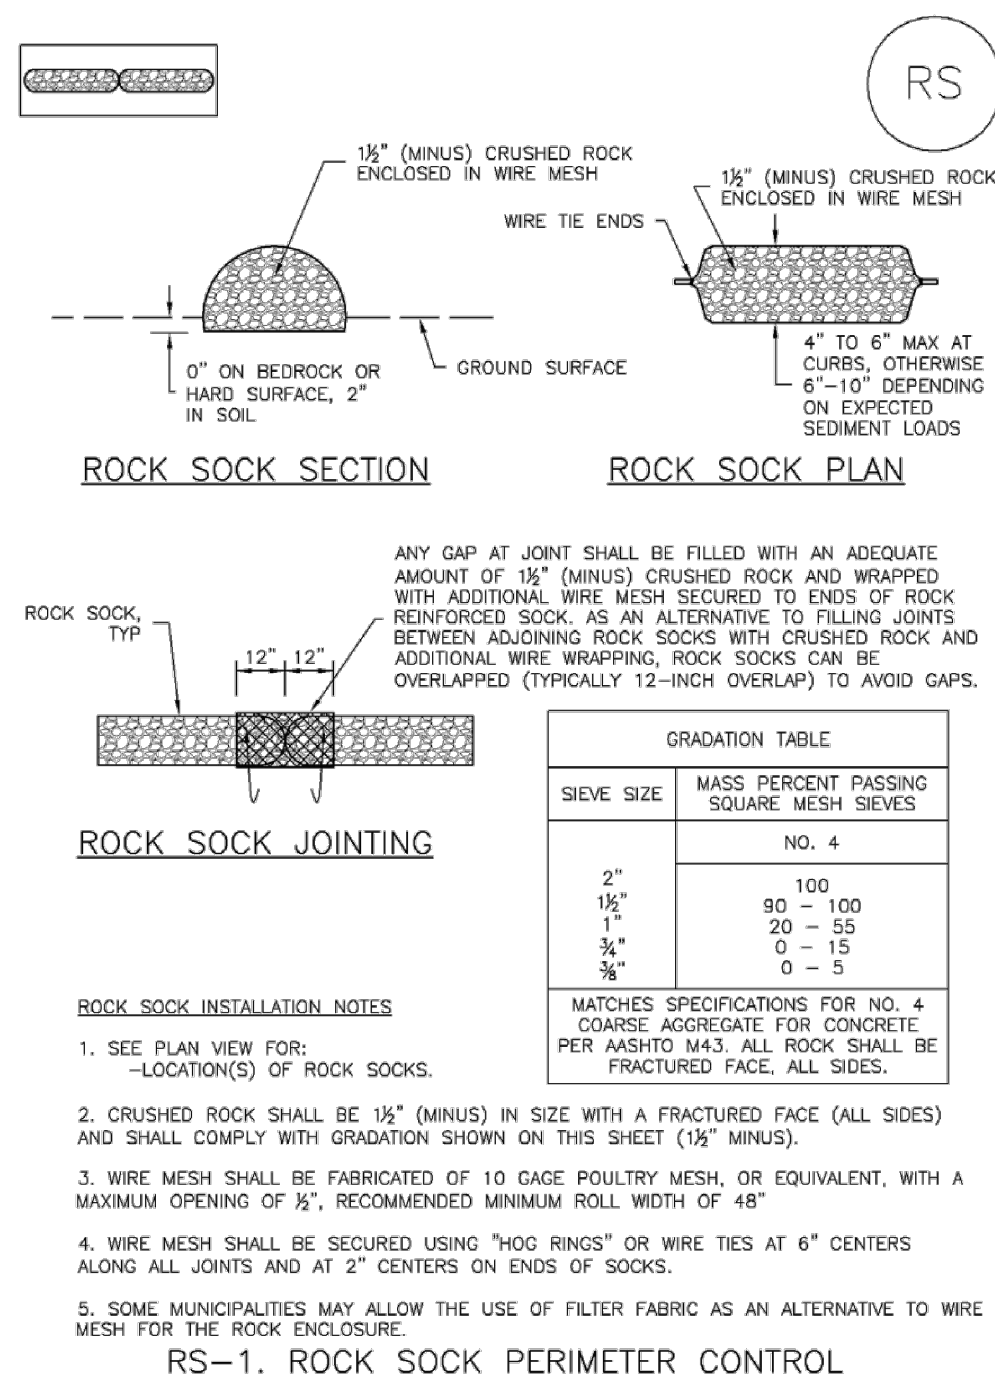 RS
1½" (MINUS) CRUSHED ROCK
ENCLOSED IN WIRE MESH
1½" (MINUS) CRUSHED ROCK
ENCLOSED IN WIRE MESH
WIRE TIE ENDS
0" ON BEDROCK OR
HARD SURFACE, 2"
IN SOIL
GROUND SURFACE
4" TO 6" MAX AT
CURBS, OTHERWISE
6"-10" DEPENDING
ON EXPECTED
SEDIMENT LOADS
ROCK SOCK SECTION
ROCK SOCK PLAN
ANY GAP AT JOINT SHALL BE FILLED WITH AN ADEQUATE
AMOUNT OF 1½" (MINUS) CRUSHED ROCK AND WRAPPED
WITH ADDITIONAL WIRE MESH SECURED TO ENDS OF ROCK
REINFORCED SOCK. AS AN ALTERNATIVE TO FILLING JOINTS
BETWEEN ADJOINING ROCK SOCKS WITH CRUSHED ROCK AND
ADDITIONAL WIRE WRAPPING, ROCK SOCKS CAN BE
OVERLAPPED (TYPICALLY 12-INCH OVERLAP) TO AVOID GAPS.
ROCK SOCK,
TYP
12" 12"
ROCK SOCK JOINTING
GRADATION TABLE
SIEVE SIZE
MASS PERCENT PASSING
SQUARE MESH SIEVES
NO. 4
2" 100
1½" 90 - 100
1" 20 - 55
¾" 0 - 15
⅜" 0 - 5
MATCHES SPECIFICATIONS FOR NO. 4
COARSE AGGREGATE FOR CONCRETE
PER AASHTO M43. ALL ROCK SHALL BE
FRACTURED FACE, ALL SIDES.
ROCK SOCK INSTALLATION NOTES
1. SEE PLAN VIEW FOR:
-LOCATION(S) OF ROCK SOCKS.
2. CRUSHED ROCK SHALL BE 1½" (MINUS) IN SIZE WITH A FRACTURED FACE (ALL SIDES)
AND SHALL COMPLY WITH GRADATION SHOWN ON THIS SHEET (1½" MINUS).
3. WIRE MESH SHALL BE FABRICATED OF 10 GAGE POULTRY MESH, OR EQUIVALENT, WITH A
MAXIMUM OPENING OF ½", RECOMMENDED MINIMUM ROLL WIDTH OF 48"
4. WIRE MESH SHALL BE SECURED USING "HOG RINGS" OR WIRE TIES AT 6" CENTERS
ALONG ALL JOINTS AND AT 2" CENTERS ON ENDS OF SOCKS.
5. SOME MUNICIPALITIES MAY ALLOW THE USE OF FILTER FABRIC AS AN ALTERNATIVE TO WIRE
MESH FOR THE ROCK ENCLOSURE.
RS-1. ROCK SOCK PERIMETER CONTROL